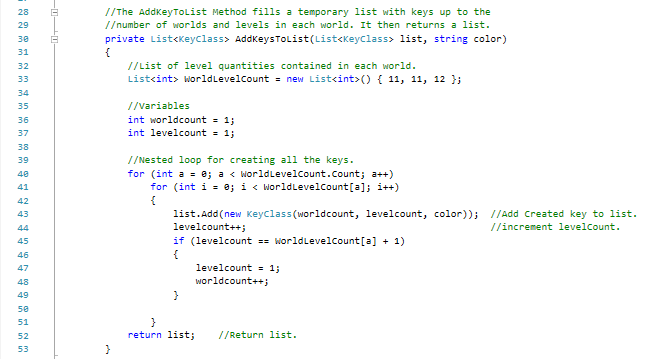 28 //The AddKeyToList Method fills a temporary list with keys up to the
29 //number of worlds and levels in each world. It then returns a list.
30 private List<KeyClass> AddKeysToList(List<KeyClass> list, string color)
31 {
32 //List of level quantities contained in each world.
33 List<int> WorldLevelCount = new List<int>() { 11, 11, 12 };
34
35 //Variables
36 int worldcount = 1;
37 int levelcount = 1;
38
39 //Nested loop for creating all the keys.
40 for (int a = 0; a < WorldLevelCount.Count; a++)
41 for (int i = 0; i < WorldLevelCount[a]; i++)
42 {
43 list.Add(new KeyClass(worldcount, levelcount, color)); //Add Created key to list.
44 levelcount++; //increment levelCount.
45 if (levelcount == WorldLevelCount[a] + 1)
46 {
47 levelcount = 1;
48 worldcount++;
49 }
50
51 }
52 return list; //Return list.
53 }